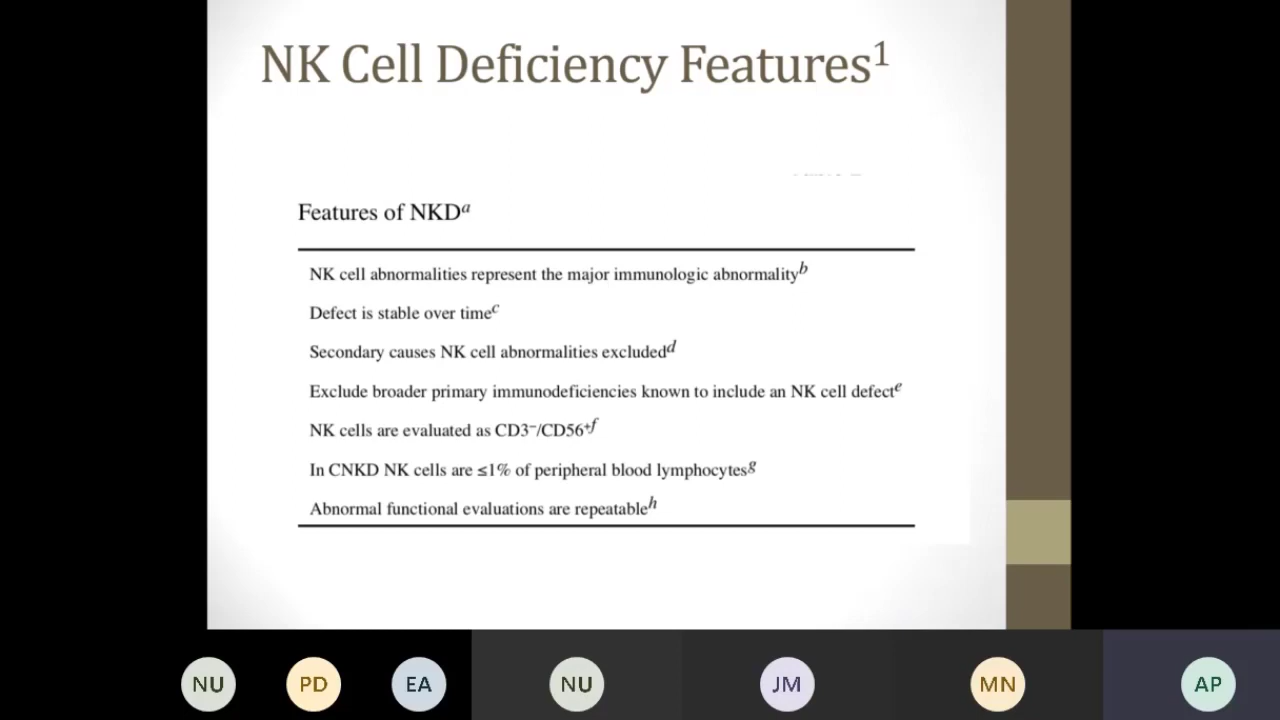 NK Cell Deficiency Features¹
Features of NKDᵃ
NK cell abnormalities represent the major immunologic abnormalityᵇ
Defect is stable over timeᶜ
Secondary causes NK cell abnormalities excludedᵈ
Exclude broader primary immunodeficiencies known to include an NK cell defectᵉ
NK cells are evaluated as CD3⁻/CD56⁺ᶠ
In CNKD NK cells are ≤1% of peripheral blood lymphocytesᵍ
Abnormal functional evaluations are repeatableʰ
NU PD EA NU JM MN AP